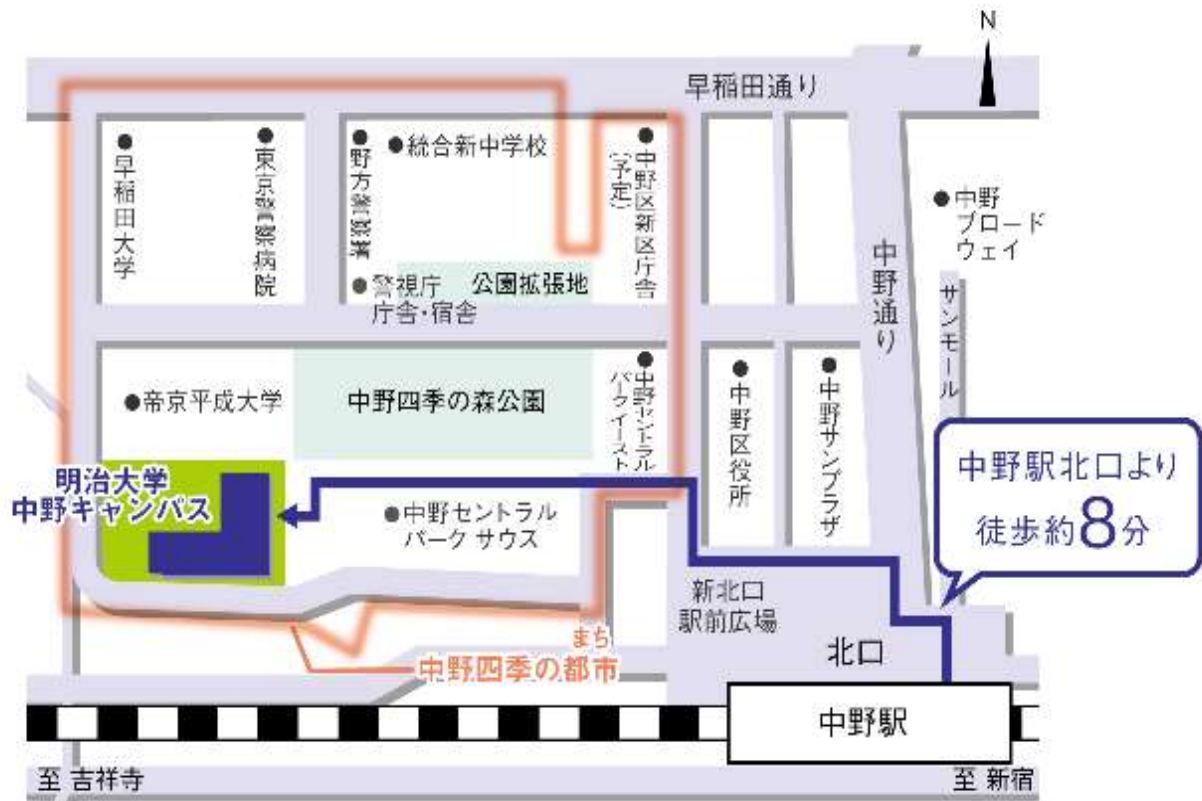 N
早稲田通り
早稲田大学
東京警察病院
野方警察署
統合新中学校
中野区新区庁舎
(予定)
中野
ブロード
ウェイ
警視庁
庁舎・宿舎
公園拡張地
中野通り
サンモール
帝京平成大学
中野四季の森公園
中野セントラル
パークイースト
中野区役所
中野サンプラザ
明治大学
中野キャンパス
中野セントラル
パーク サウス
中野駅北口より
徒歩約8分
新北口
駅前広場
北口
まち
中野四季の都市
中野駅
至 吉祥寺
至 新宿